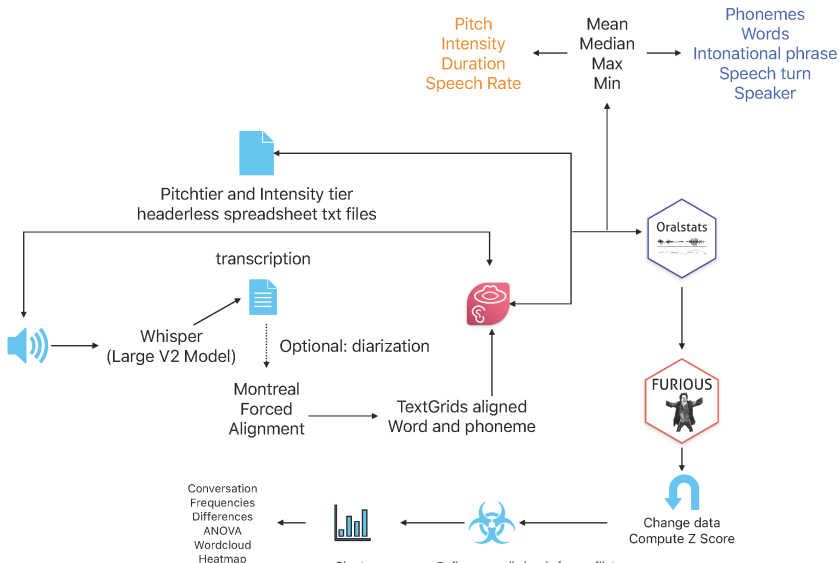 Pitch
Intensity
Duration
Speech Rate
Mean
Median
Max
Min
Phonemes
Words
Intonational phrase
Speech turn
Speaker
Pitchtier and Intensity tier
headerless spreadsheet txt files
Oralstats
transcription
Whisper
(Large V2 Model)
Optional: diarization
Montreal
Forced
Alignment
TextGrids aligned
Word and phoneme
FURIOUS
Change data
Compute Z Score
Conversation
Frequencies
Differences
ANOVA
Wordcloud
Heatmap